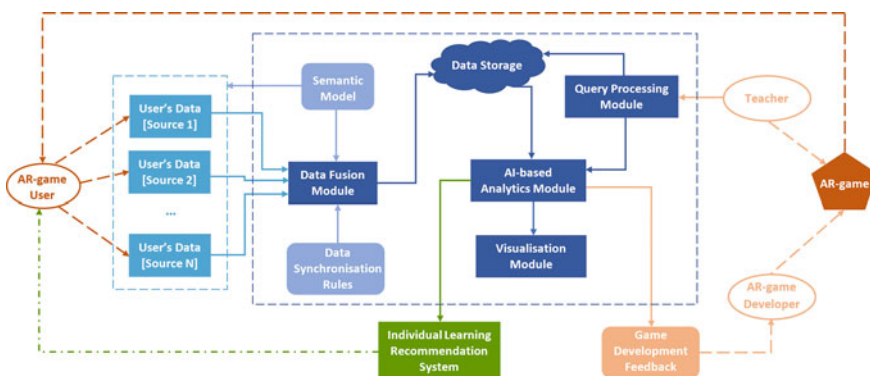 Semantic
Model
Data Storage
Query Processing
Module
Teacher
User's Data
[Source 1]
User's Data
[Source 2]
...
User's Data
[Source N]
AR-game
User
Data Fusion
Module
AI-based
Analytics Module
AR-game
Data
Synchronisation
Rules
Visualisation
Module
AR-game
Developer
Individual Learning
Recommendation
System
Game
Development
Feedback